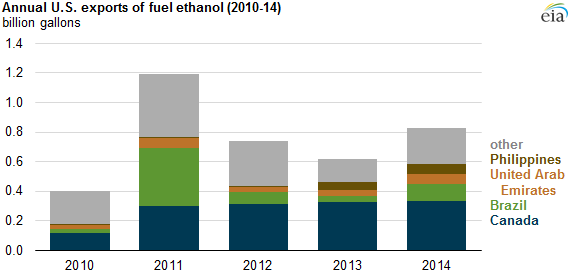 Annual U.S. exports of fuel ethanol (2010-14)
billion gallons
eia
1.4
1.2
1.0
0.8
0.6
0.4
0.2
0.0
2010 2011 2012 2013 2014
other
Philippines
United Arab
Emirates
Brazil
Canada